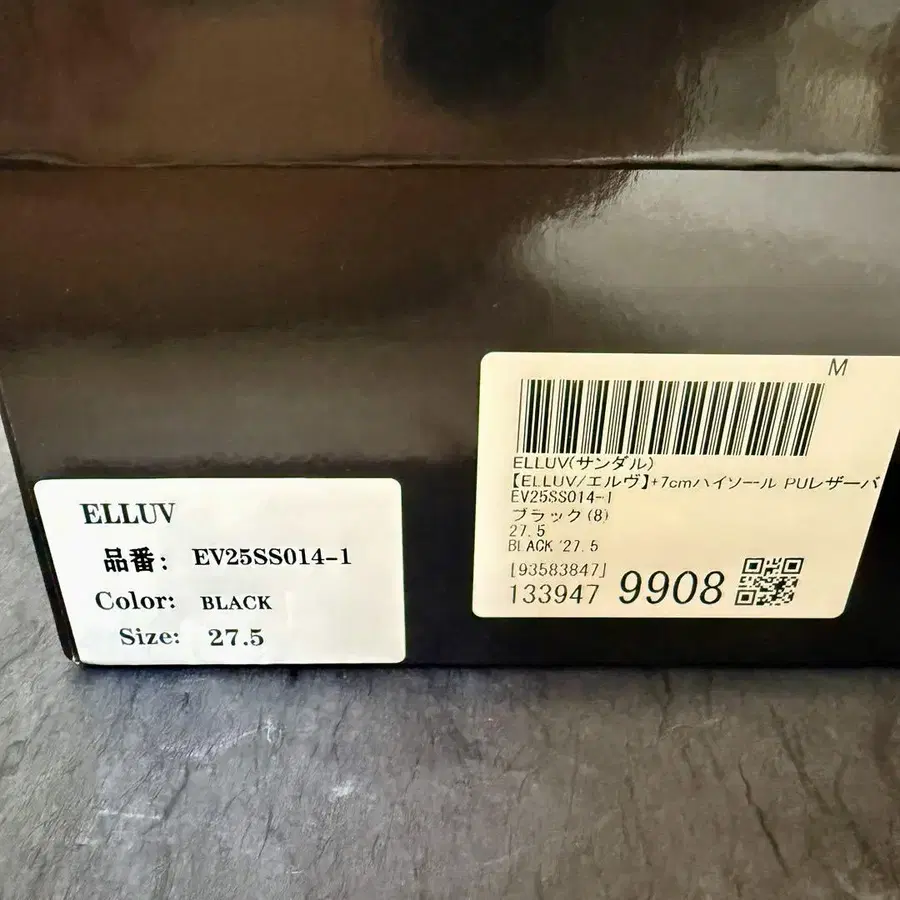 ELLUV
品番: EV25SS014-1
Color: BLACK
Size: 27.5
M
ELLUV(サンダル)
【ELLUV/エルヴ】+7cmハイソール PUレザーバ
EV25SS014-1
ブラック(8)
27.5
BLACK 27.5
[93583847]
133947 9908